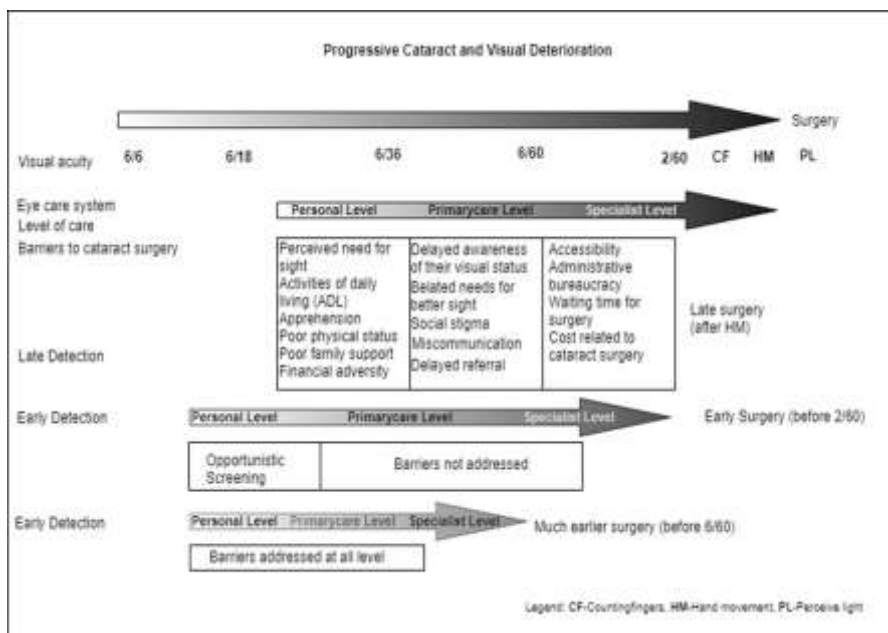 Progressive Cataract and Visual Deterioration
Surgery
Visual acuity 6/6 6/18 6/36 6/60 2/60 CF HM PL
Eye care system
Level of care
Personal Level Primarycare Level Specialist Level
Barriers to cataract surgery
Perceived need for
sight
Activities of daily
living (ADL)
Apprehension
Poor physical status
Poor family support
Financial adversity
Delayed awareness
of their visual status
Belated needs for
better sight
Social stigma
Miscommunication
Delayed referral
Accessibility
Administrative
bureaucracy
Waiting time for
surgery
Cost related to
cataract surgery
Late surgery
(after HM)
Late Detection
Early Detection Personal Level Primarycare Level Specialist Level Early Surgery (before 2/60)
Opportunistic
Screening
Barriers not addressed
Early Detection Personal Level Primarycare Level Specialist Level Much earlier surgery (before 6/60)
Barriers addressed at all level
Legend: CF-Countingfingers, HM-Hand movement, PL-Perceive light